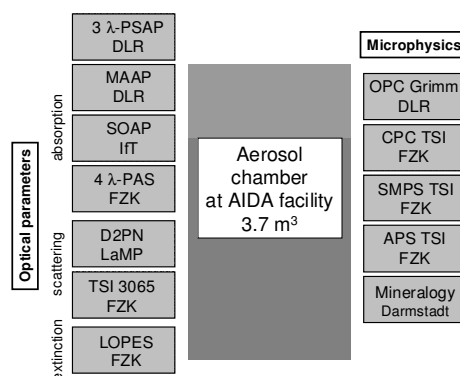 3 λ-PSAP
DLR
MAAP
DLR
SOAP
IfT
4 λ-PAS
FZK
D2PN
LaMP
TSI 3065
FZK
LOPES
FZK
absorption
scattering
extinction
Optical parameters
Aerosol
chamber
at AIDA facility
3.7 m³
Microphysics
OPC Grimm
DLR
CPC TSI
FZK
SMPS TSI
FZK
APS TSI
FZK
Mineralogy
Darmstadt